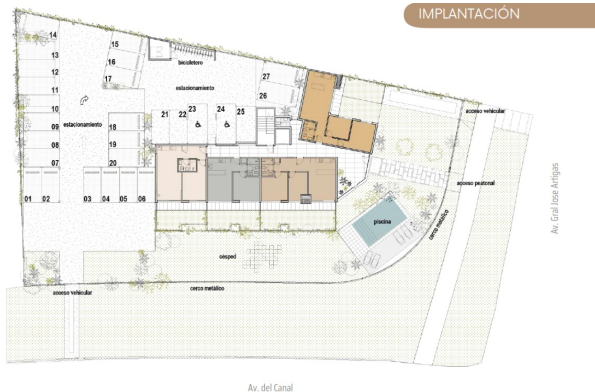 IMPLANTACIÓN
14
15
13
16
bicicletero
12
17
27
11
estacionamiento
26
10
acceso vehicular
estacionamiento
21
22
23
24
25
09
18
08
19
07
20
acceso peatonal
01
02
03
04
05
06
Av. Gral Jose Artigas
piscina
cerco metálico
césped
acceso vehicular
cerco metálico
Av. del Canal